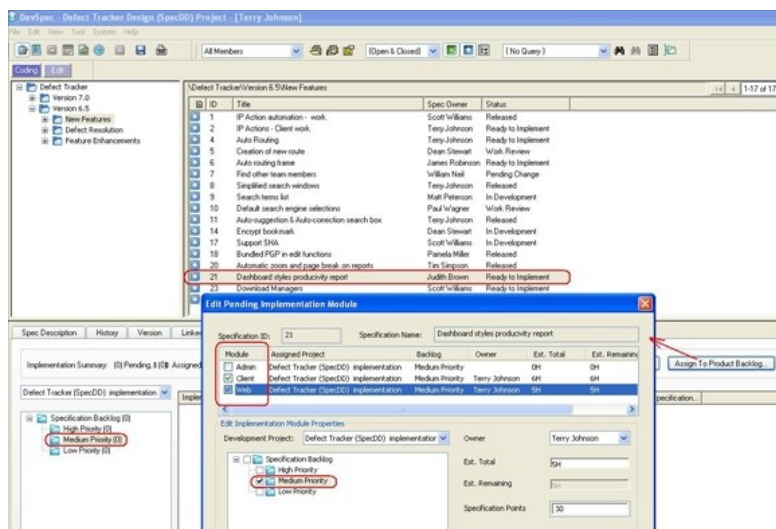 DevSpec - Defect Tracker Design (SpecDD) Project - [Terry Johnson]
File Edit View Tool System Help
All Members (Open & Closed) (No Query)
Coding Edit
Defect Tracker
Version 7.0
Version 6.5
New Features
Defect Resolution
Feature Enhancements
\Defect Tracker\Version 6.5\New Features 1-17 of 17
ID Title Spec Owner Status
1 IP Action automation - work Scott Williams Released
2 IP Actions - Client work Terry Johnson Ready to Implement
4 Auto Routing Terry Johnson Ready to Implement
5 Creation of new route Dean Stewart Work Review
6 Auto routing frame James Robinson Ready to Implement
7 Find other team members William Neil Pending Change
8 Simplified search windows Terry Johnson Released
9 Search terms list Matt Peterson In Development
10 Default search engine selections Paul Wagner Work Review
11 Auto-suggestion & Auto-correction search box Terry Johnson Released
14 Encrypt bookmark Dean Stewart In Development
17 Support SHA Scott Williams In Development
18 Bundled PGP in edit functions Pamela Miller Released
20 Automatic zoom and page break on reports Tim Simpson Released
21 Dashboard styles producivity report Judith Brown Ready to Implement
23 Download Managers Scott Williams Ready to Implement
Edit Pending Implementation Module
Spec Description History Version Linke
Specification ID: 21 Specification Name: Dashboard styles producivity report
Implementation Summary: (0) Pending, Assigned
Assign To Product Backlog...
Module Assigned Project Backlog Owner Est. Total Est. Remaining
Admin Defect Tracker (SpecDD) implementation Medium Priority 0H 0H
Client Defect Tracker (SpecDD) implementation Medium Priority Terry Johnson 6H 6H
Web Defect Tracker (SpecDD) implementation Medium Priority Terry Johnson 5H 5H
Defect Tracker (SpecDD) implementation
Imple
pecification...
Specification Backlog (0)
High Priority (0)
Medium Priority (0)
Low Priority (0)
Edit Implementation Module Properties
Development Project: Defect Tracker (SpecDD) implementation Owner Terry Johnson
Specification Backlog
High Priority
Medium Priority
Low Priority
Est. Total 5H
Est. Remaining 5H
Specification Points 30